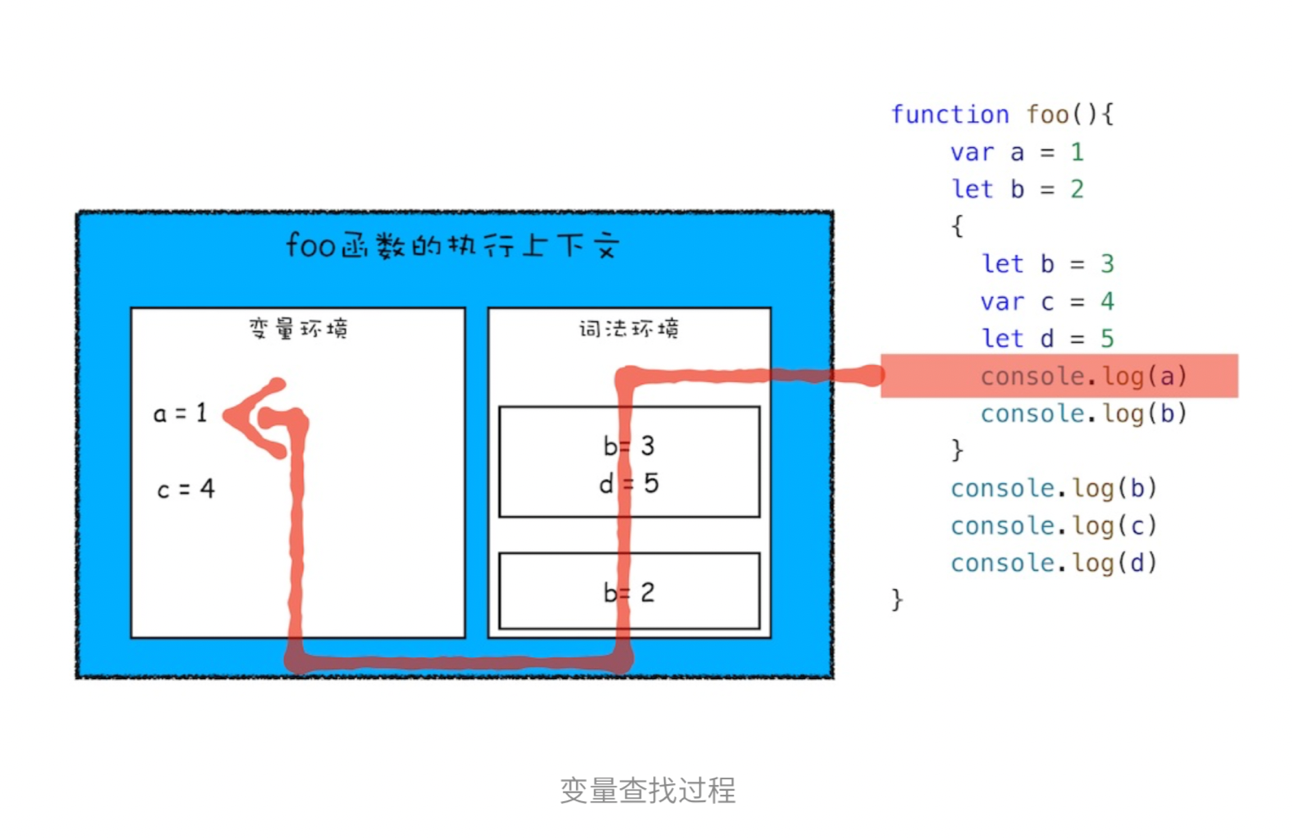 foo函数的执行上下文
变量环境
a = 1
c = 4
词法环境
b= 3
d = 5
b= 2
function foo(){
    var a = 1
    let b = 2
    {
      let b = 3
      var c = 4
      let d = 5
      console.log(a)
      console.log(b)
    }
    console.log(b)
    console.log(c)
    console.log(d)
}
变量查找过程